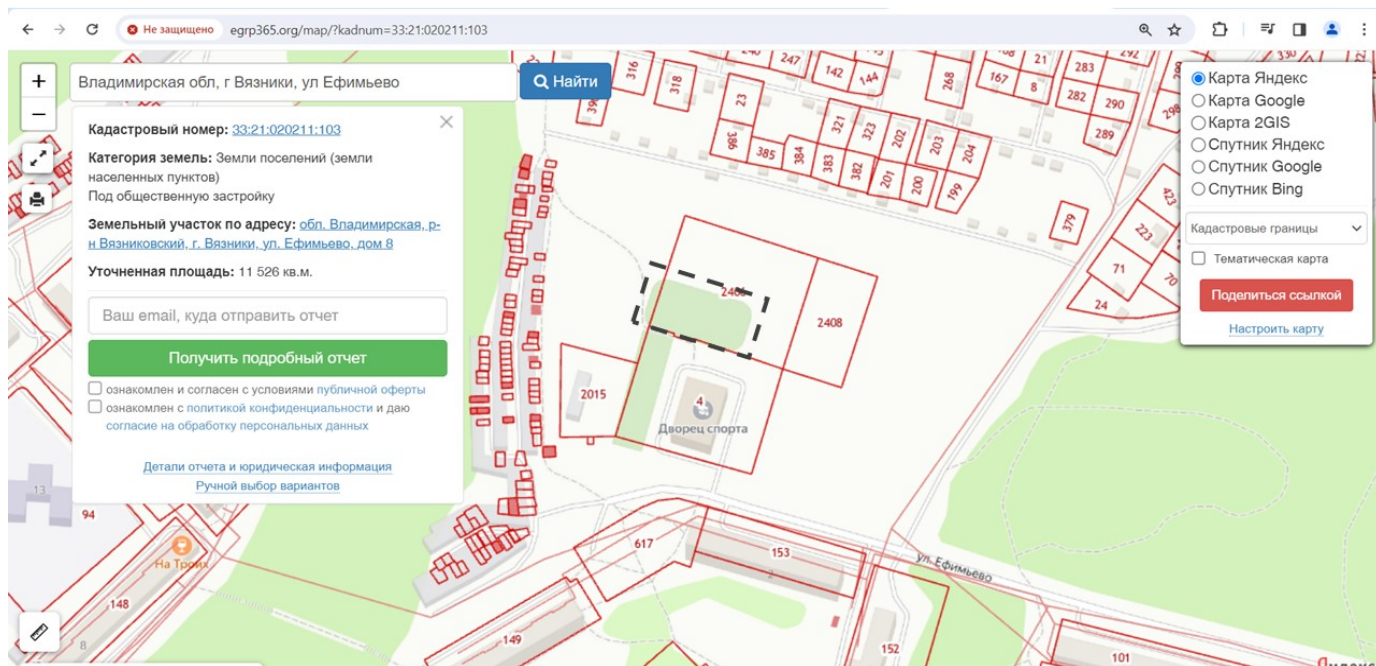 Не защищено
egrp365.org/map/?kadnum=33:21:020211:103
+
−
Владимирская обл, г Вязники, ул Ефимьево
Найти
Кадастровый номер: 33:21:020211:103
Категория земель: Земли поселений (земли
населенных пунктов)
Под общественную застройку
Земельный участок по адресу: обл. Владимирская, р-
н Вязниковский, г. Вязники, ул. Ефимьево, дом 8
Уточненная площадь: 11 526 кв.м.
Ваш email, куда отправить отчет
Получить подробный отчет
ознакомлен и согласен с условиями публичной оферты
ознакомлен с политикой конфиденциальности и даю
согласие на обработку персональных данных
Детали отчета и юридическая информация
Ручной выбор вариантов
Карта Яндекс
Карта Google
Карта 2GIS
Спутник Яндекс
Спутник Google
Спутник Bing
Кадастровые границы
Тематическая карта
Поделиться ссылкой
Настроить карту
316
318
247
142
144
268
167
8
21
283
282
290
289
23
385
384
383
321
323
382
202
201
200
203
204
199
379
423
223
71
70
24
2408
2015
4
Дворец спорта
13
94
На Троих
148
8
617
153
2
ул. Ефимьево
149
152
101